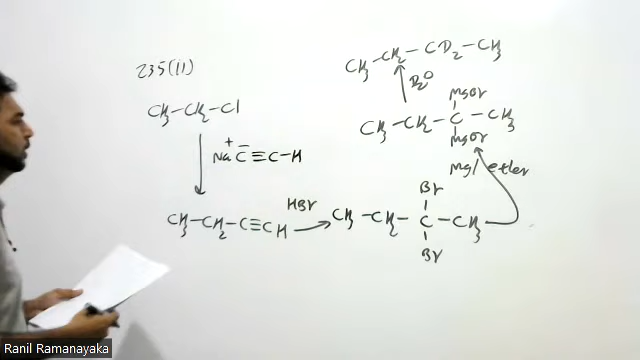 235(11)
CH₃-CH₂-Cl
Na⁺ C̄≡C-H
CH₃-CH₂-C≡CH
HBr
CH₃-CH₂-C-CH₃
Br
Br
Mg/ether
CH₃-CH₂-C-CH₃
MgBr
MgBr
D₂O
CH₃-CH₂-CD₂-CH₃
Ranil Ramanayaka